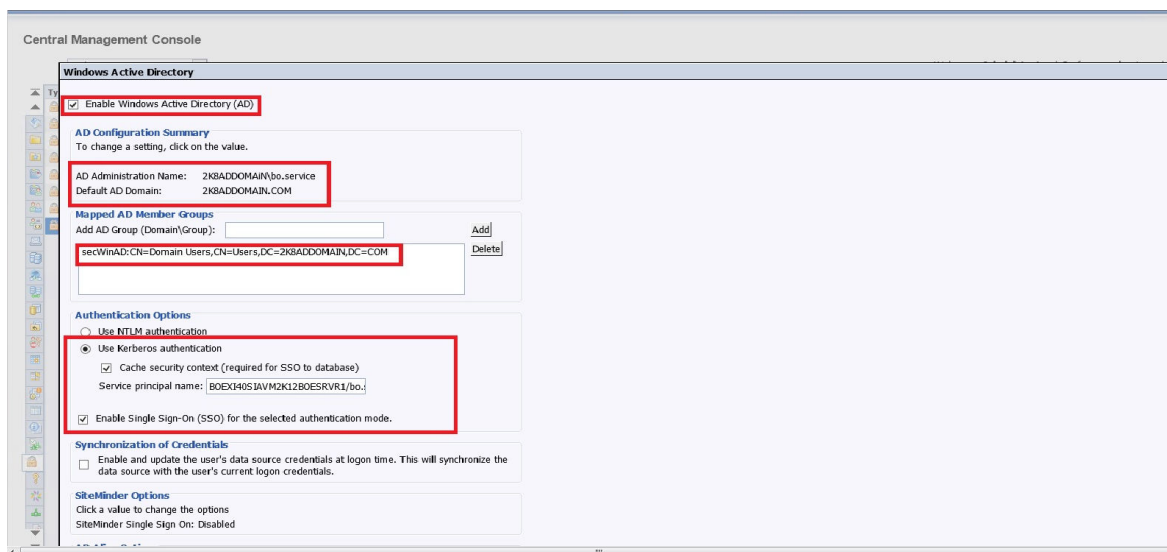 Central Management Console
Windows Active Directory
Ty
Enable Windows Active Directory (AD)
AD Configuration Summary
To change a setting, click on the value.
AD Administration Name: 2K8ADDOMAiN\bo.service
Default AD Domain: 2K8ADDOMAIN.COM
Mapped AD Member Groups
Add AD Group (Domain\Group): Add
secWinAD:CN=Domain Users,CN=Users,DC=2K8ADDOMAIN,DC=COM Delete
Authentication Options
Use NTLM authentication
Use Kerberos authentication
Cache security context (required for SSO to database)
Service principal name: BOEXI40SIAVM2K12BOESRVR1/bo.
Enable Single Sign-On (SSO) for the selected authentication mode.
Synchronization of Credentials
Enable and update the user's data source credentials at logon time. This will synchronize the
data source with the user's current logon credentials.
SiteMinder Options
Click a value to change the options
SiteMinder Single Sign On: Disabled